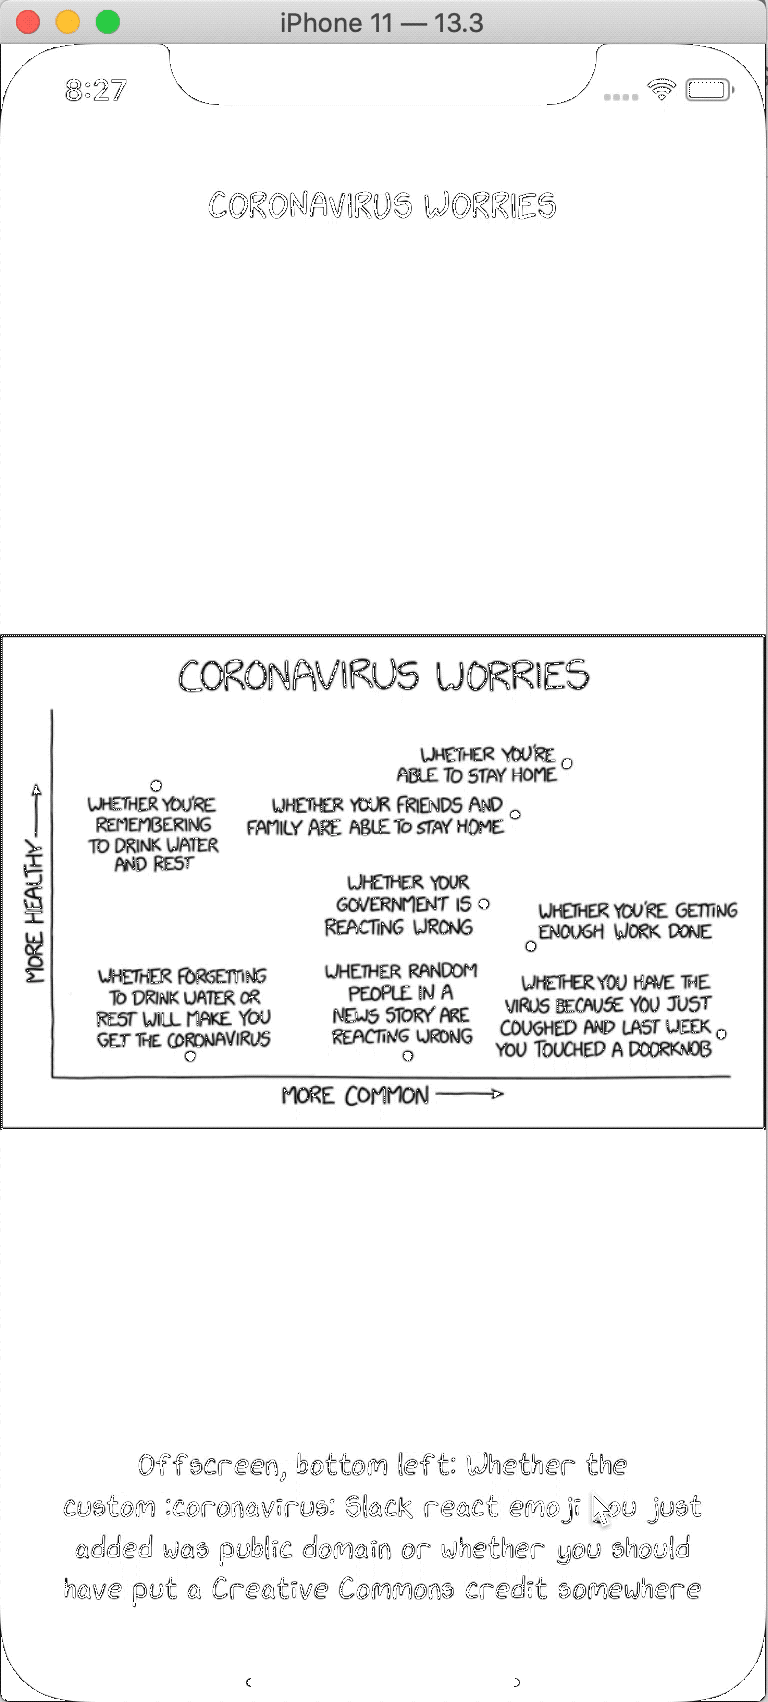 iPhone 11 — 13.3
8:27
CORONAVIRUS WORRIES
CORONAVIRUS WORRIES
WHETHER YOU'RE
ABLE TO STAY HOME
WHETHER YOU'RE
REMEMBERING
TO DRINK WATER
AND REST
WHETHER YOUR FRIENDS AND
FAMILY ARE ABLE TO STAY HOME
WHETHER YOUR
GOVERNMENT IS
REACTING WRONG
WHETHER YOU'RE GETTING
ENOUGH WORK DONE
MORE HEALTHY
WHETHER FORGETTING
TO DRINK WATER OR
REST WILL MAKE YOU
GET THE CORONAVIRUS
WHETHER RANDOM
PEOPLE IN A
NEWS STORY ARE
REACTING WRONG
WHETHER YOU HAVE THE
VIRUS BECAUSE YOU JUST
COUGHED AND LAST WEEK
YOU TOUCHED A DOORKNOB
MORE COMMON
Offscreen, bottom left: Whether the
custom :coronavirus: Slack react emoji you just
added was public domain or whether you should
have put a Creative Commons credit somewhere